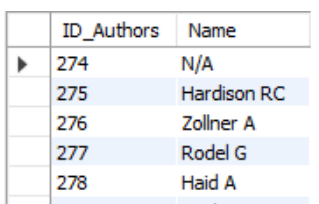 ID_Authors Name
274 N/A
275 Hardison RC
276 Zollner A
277 Rodel G
278 Haid A